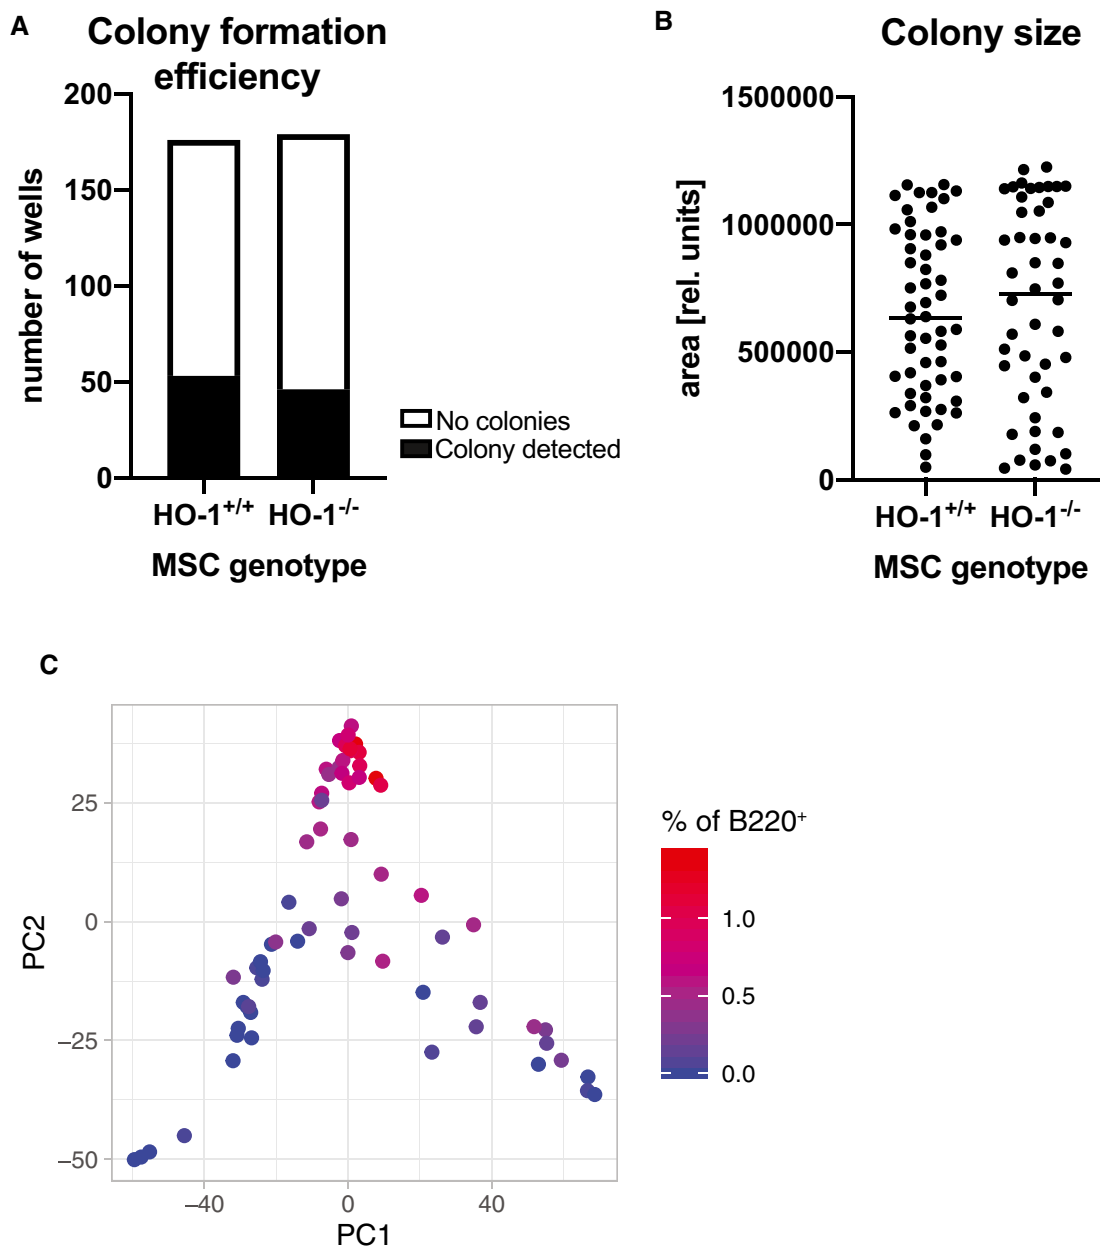 A
Colony formation
efficiency
200
150
100
50
0
number of wells
HO-1+/+ HO-1-/-
MSC genotype
No colonies
Colony detected
B
Colony size
1500000
1000000
500000
0
area [rel. units]
HO-1+/+ HO-1-/-
MSC genotype
C
25
0
−25
−50
PC2
−40 0 40
PC1
% of B220+
1.0
0.5
0.0